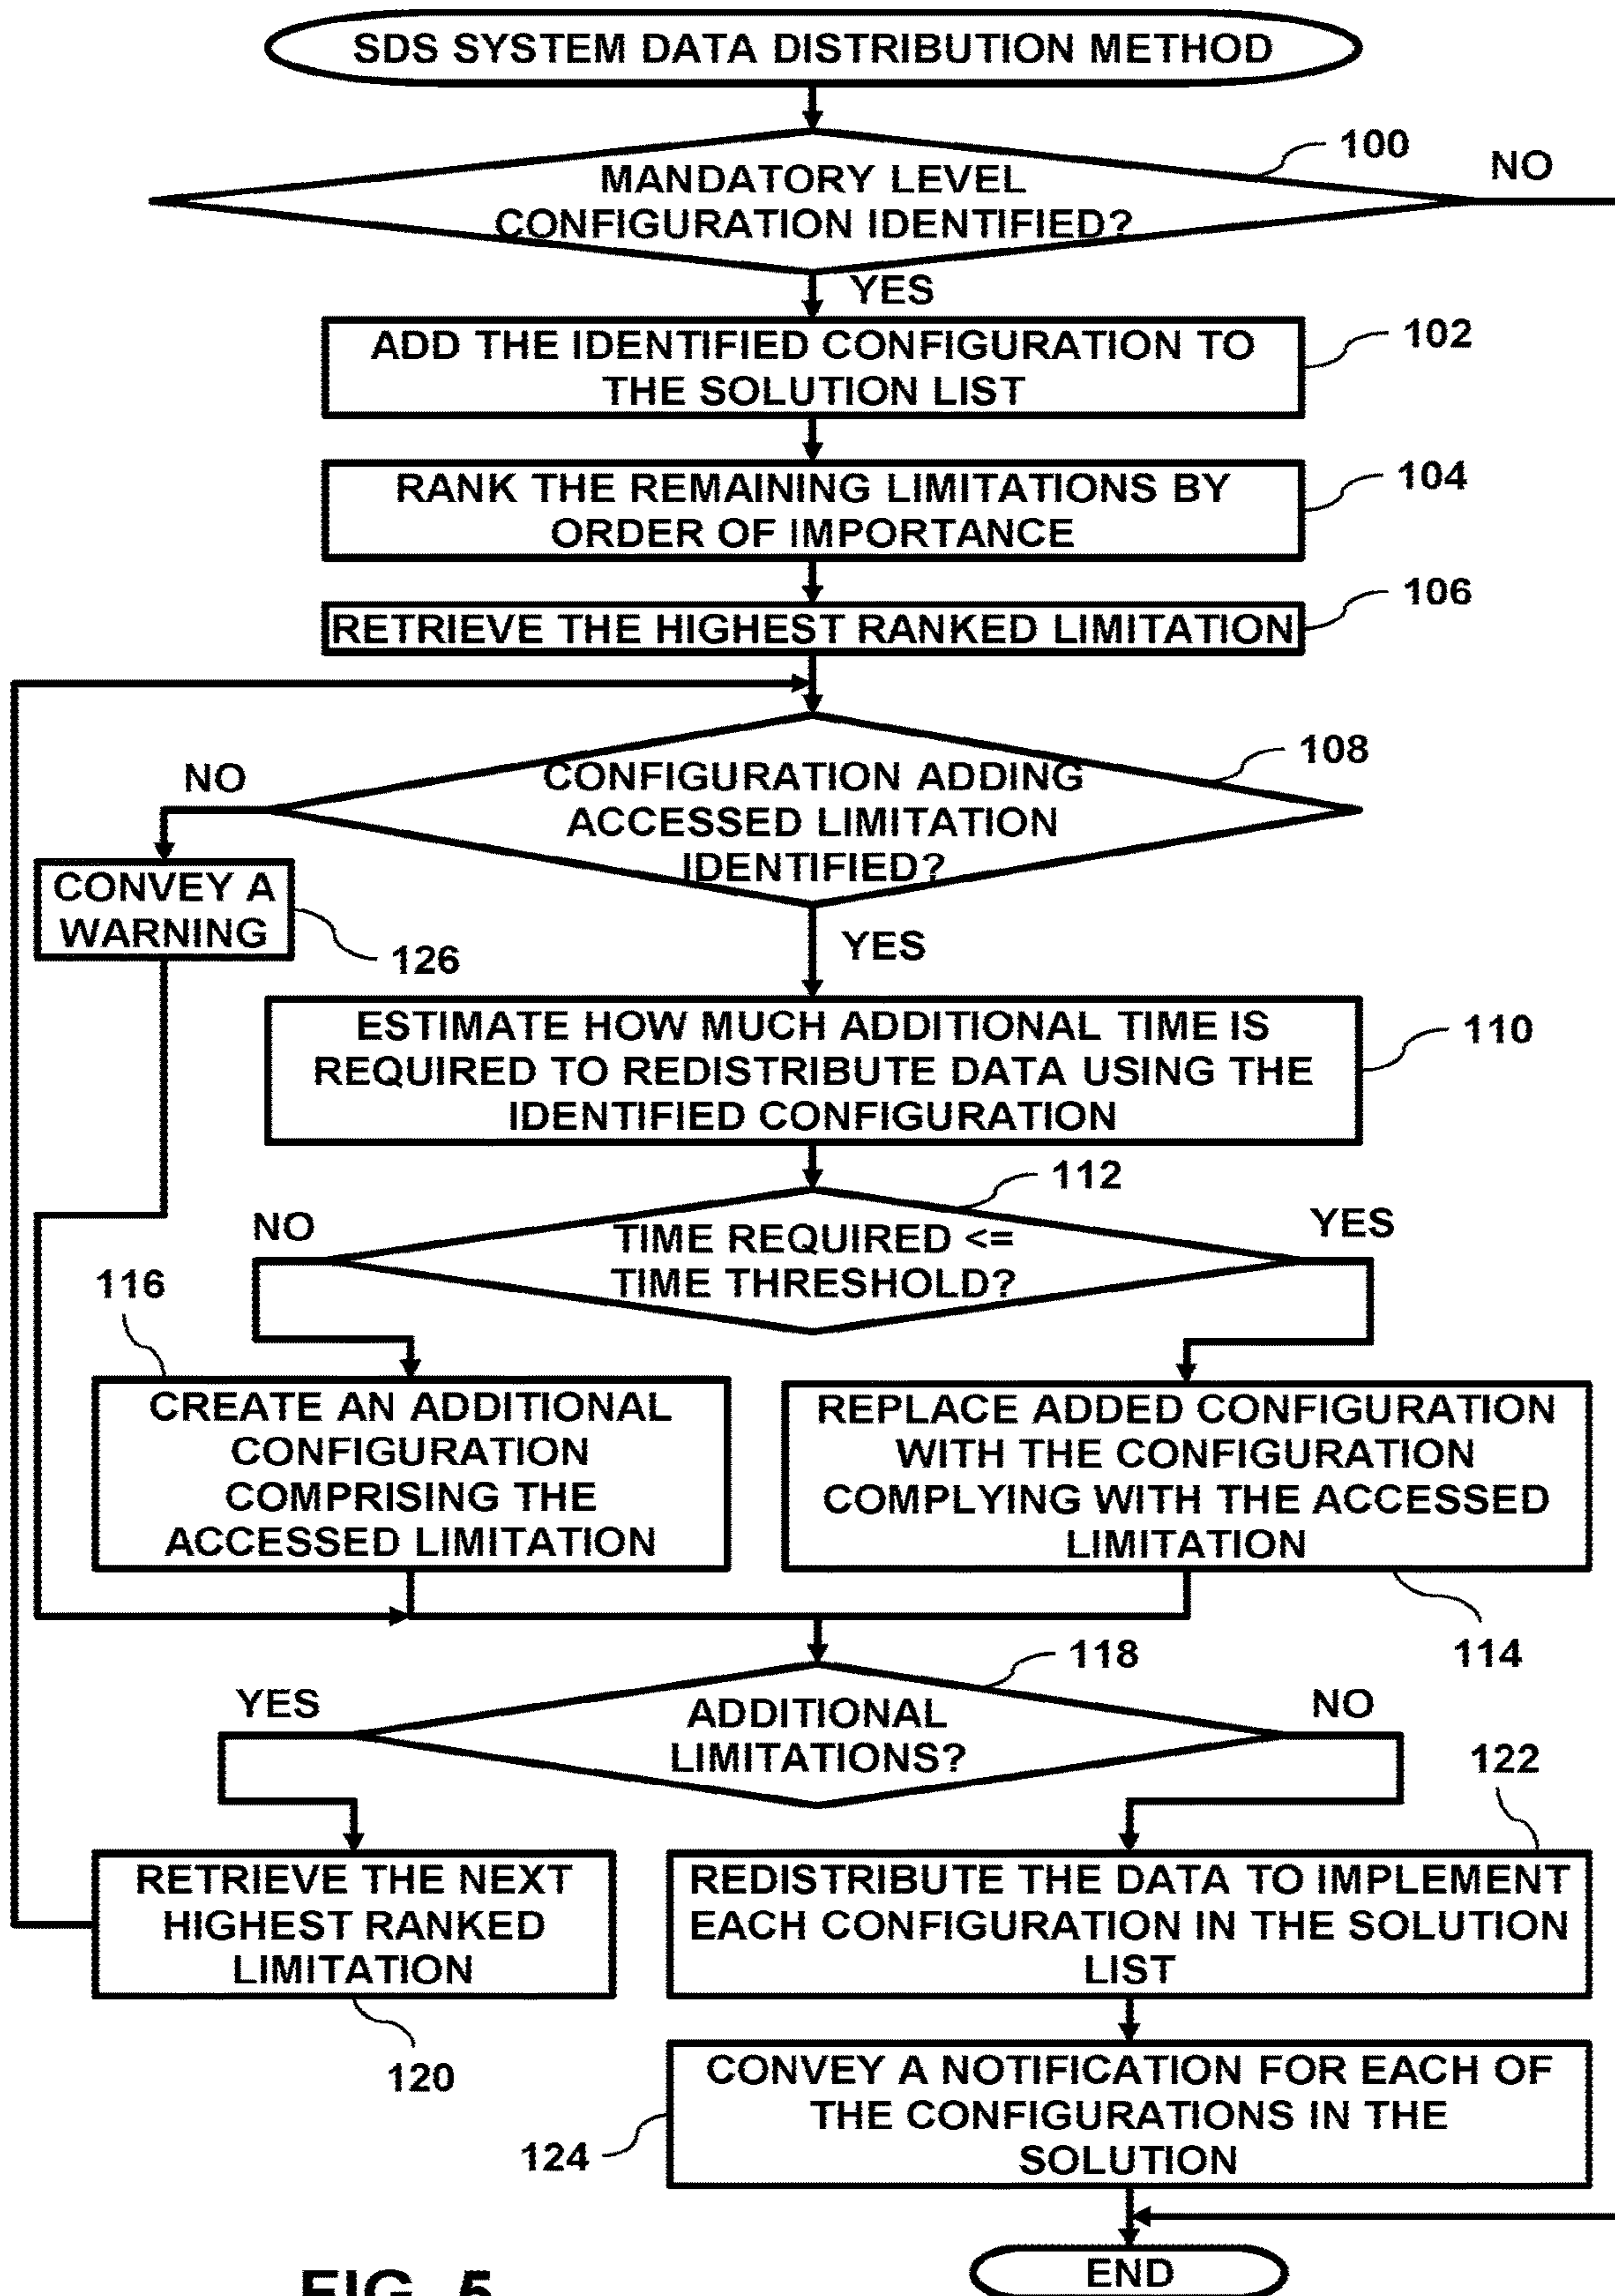 SDS SYSTEM DATA DISTRIBUTION METHOD
100
NO
MANDATORY LEVEL
CONFIGURATION IDENTIFIED?
YES
ADD THE IDENTIFIED CONFIGURATION TO
THE SOLUTION LIST
102
RANK THE REMAINING LIMITATIONS BY
ORDER OF IMPORTANCE
104
RETRIEVE THE HIGHEST RANKED LIMITATION
106
108
NO
CONFIGURATION ADDING
ACCESSED LIMITATION
IDENTIFIED?
CONVEY A
WARNING
126
YES
ESTIMATE HOW MUCH ADDITIONAL TIME IS
REQUIRED TO REDISTRIBUTE DATA USING THE
IDENTIFIED CONFIGURATION
110
112
NO
TIME REQUIRED <=
TIME THRESHOLD?
YES
116
CREATE AN ADDITIONAL
CONFIGURATION
COMPRISING THE
ACCESSED LIMITATION
REPLACE ADDED CONFIGURATION
WITH THE CONFIGURATION
COMPLYING WITH THE ACCESSED
LIMITATION
114
118
YES
ADDITIONAL
LIMITATIONS?
NO
122
RETRIEVE THE NEXT
HIGHEST RANKED
LIMITATION
120
REDISTRIBUTE THE DATA TO IMPLEMENT
EACH CONFIGURATION IN THE SOLUTION
LIST
CONVEY A NOTIFICATION FOR EACH OF
THE CONFIGURATIONS IN THE
SOLUTION
124
END
FIG. 5